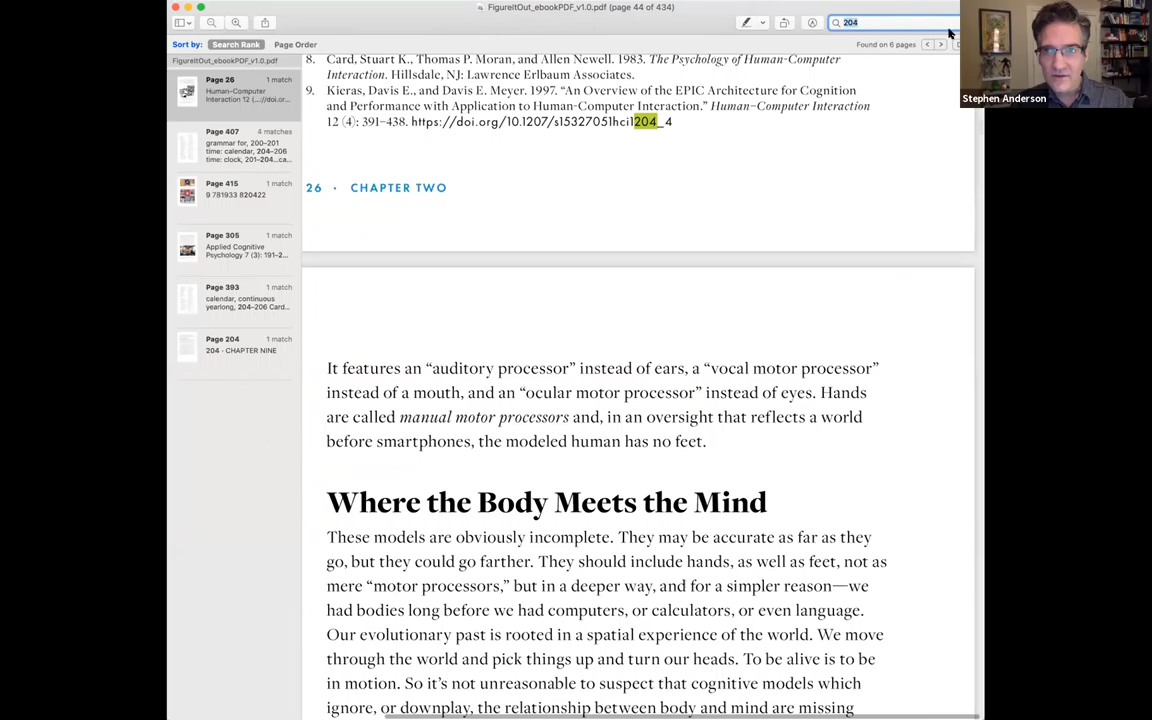 FigureItOut_ebookPDF_v1.0.pdf (page 44 of 434)
204
Sort by: Search Rank Page Order
Found on 6 pages
FigureItOut_ebookPDF_v1.0.pdf
Page 26 1 match
Human–Computer
Interaction 12 (...://doi.or...
Page 407 4 matches
grammar for, 200–201
time: calendar, 204–206
time: clock, 201–204...ca...
Page 415 1 match
9 781933 820422
Page 305 1 match
Applied Cognitive
Psychology 7 (3): 191–2...
Page 393 1 match
calendar, continuous
yearlong, 204–206 Card...
Page 204 1 match
204 · CHAPTER NINE
8. Card, Stuart K., Thomas P. Moran, and Allen Newell. 1983. The Psychology of Human-Computer
Interaction. Hillsdale, NJ: Lawrence Erlbaum Associates.
9. Kieras, Davis E., and Davis E. Meyer. 1997. “An Overview of the EPIC Architecture for Cognition
and Performance with Application to Human-Computer Interaction.” Human–Computer Interaction
12 (4): 391–438. https://doi.org/10.1207/s15327051hci1204_4
26 · CHAPTER TWO
It features an “auditory processor” instead of ears, a “vocal motor processor”
instead of a mouth, and an “ocular motor processor” instead of eyes. Hands
are called manual motor processors and, in an oversight that reflects a world
before smartphones, the modeled human has no feet.
Where the Body Meets the Mind
These models are obviously incomplete. They may be accurate as far as they
go, but they could go farther. They should include hands, as well as feet, not as
mere “motor processors,” but in a deeper way, and for a simpler reason—we
had bodies long before we had computers, or calculators, or even language.
Our evolutionary past is rooted in a spatial experience of the world. We move
through the world and pick things up and turn our heads. To be alive is to be
in motion. So it’s not unreasonable to suspect that cognitive models which
ignore, or downplay, the relationship between body and mind are missing
Stephen Anderson